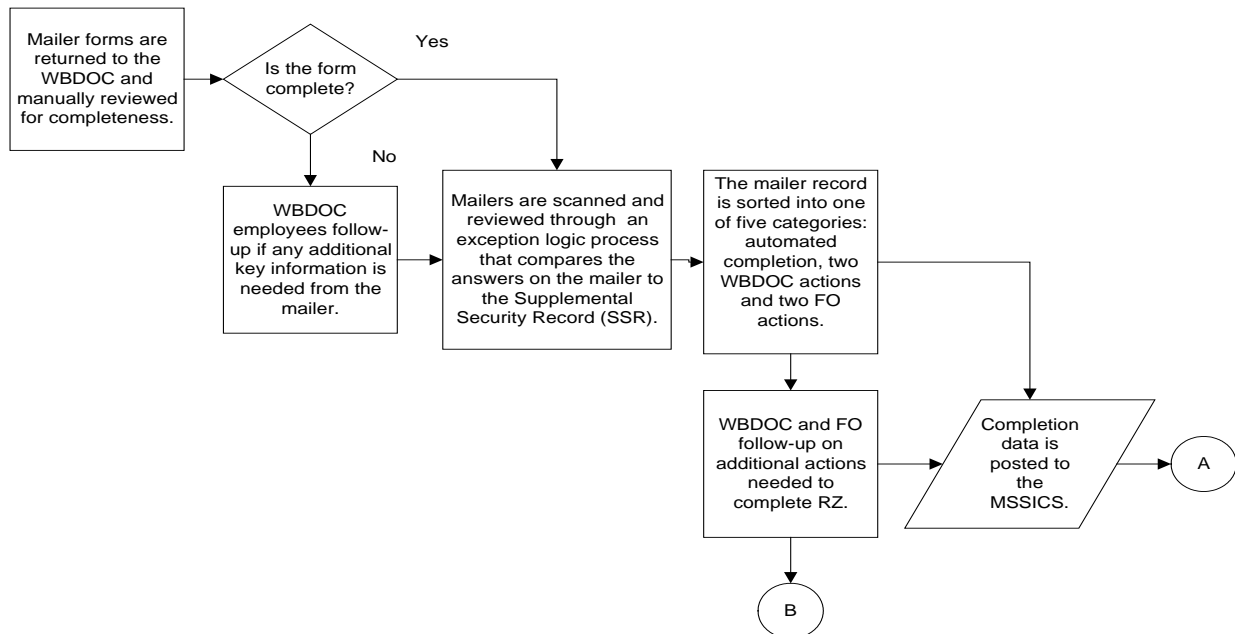 Mailer forms are
returned to the
WBDOC and
manually reviewed
for completeness.
Is the form
complete?
Yes
No
WBDOC
employees follow-
up if any additional
key information is
needed from the
mailer.
Mailers are scanned and
reviewed through an
exception logic process
that compares the
answers on the mailer to
the Supplemental
Security Record (SSR).
The mailer record
is sorted into one
of five categories:
automated
completion, two
WBDOC actions
and two FO
actions.
WBDOC and FO
follow-up on
additional actions
needed to
complete RZ.
Completion
data is
posted to
the
MSSICS.
A
B